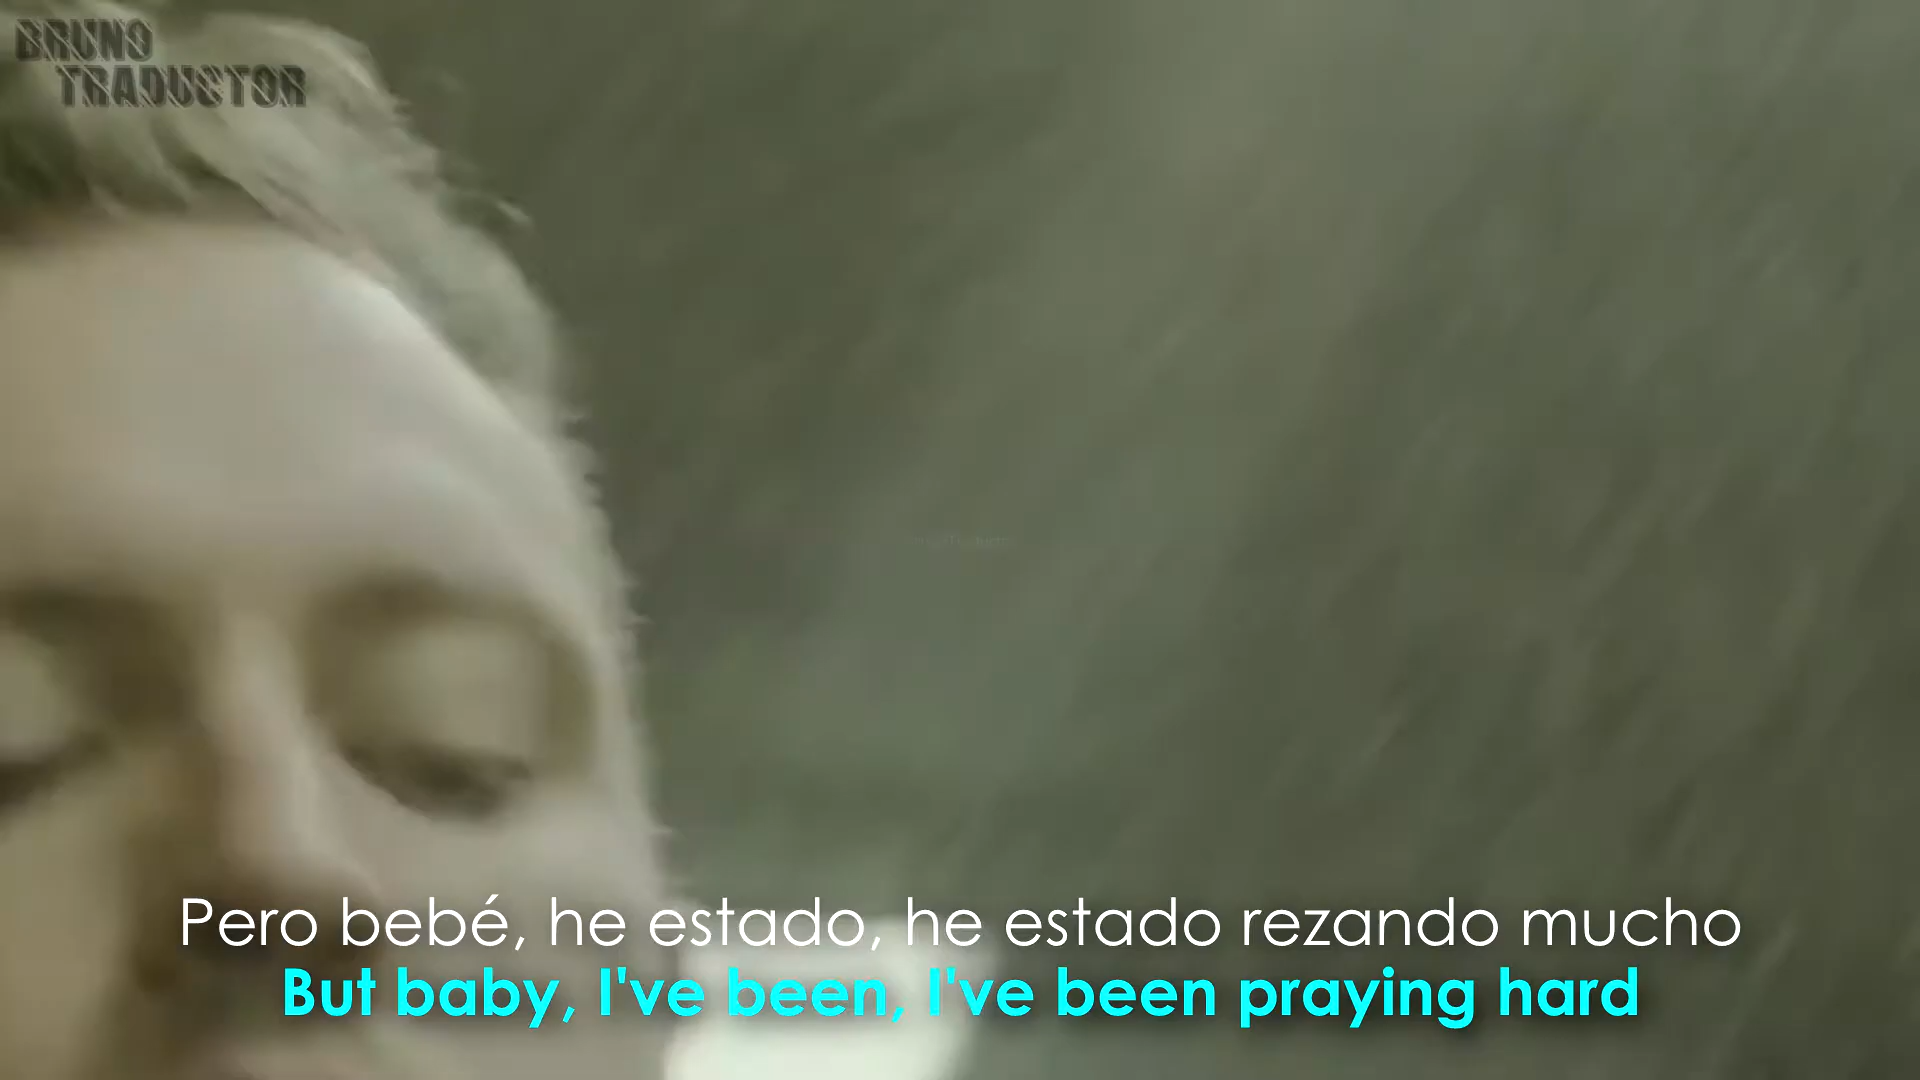 BRUNO
TRADUCTOR
Pero bebé, he estado, he estado rezando mucho
But baby, I've been, I've been praying hard